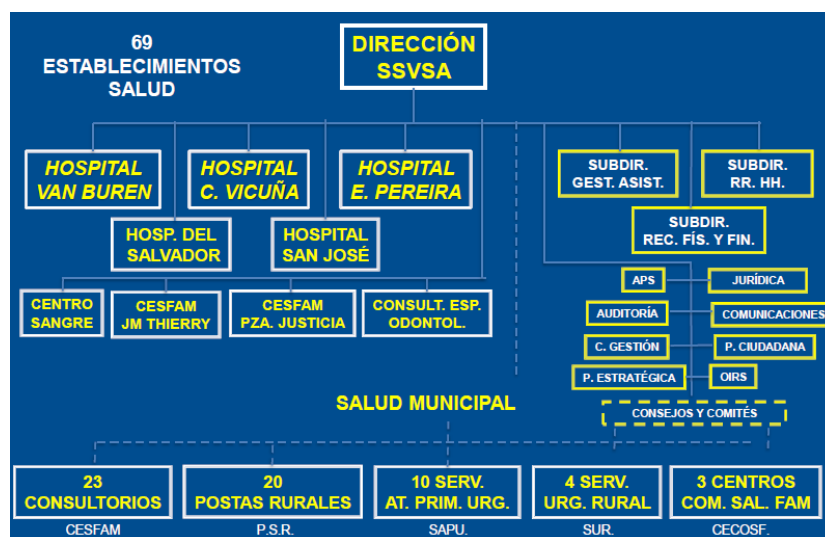 69
ESTABLECIMIENTOS
SALUD
DIRECCIÓN
SSVSA
HOSPITAL
VAN BUREN
HOSPITAL
C. VICUÑA
HOSPITAL
E. PEREIRA
SUBDIR.
GEST. ASIST.
SUBDIR.
RR. HH.
HOSP. DEL
SALVADOR
HOSPITAL
SAN JOSÉ
SUBDIR.
REC. FÍS. Y FIN.
CENTRO
SANGRE
CESFAM
JM THIERRY
CESFAM
PZA. JUSTICIA
CONSULT. ESP.
ODONTOL.
APS
JURÍDICA
AUDITORÍA
COMUNICACIONES
C. GESTIÓN
P. CIUDADANA
P. ESTRATÉGICA
OIRS
SALUD MUNICIPAL
CONSEJOS Y COMITÉS
23
CONSULTORIOS
CESFAM
20
POSTAS RURALES
P.S.R.
10 SERV.
AT. PRIM. URG.
SAPU.
4 SERV.
URG. RURAL
SUR.
3 CENTROS
COM. SAL. FAM
CECOSF.